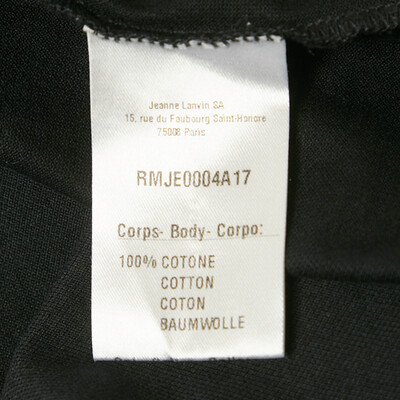 Jeanne Lanvin SA
15, rue du Faubourg Saint-Honore
75008 Paris
RMJE0004A17
Corps- Body- Corpo:
100% COTONE
COTTON
COTON
BAUMWOLLE